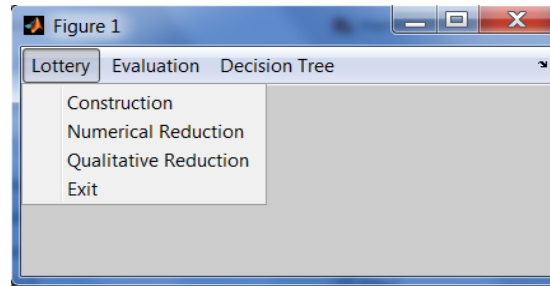 Figure 1
Lottery Evaluation Decision Tree
Construction
Numerical Reduction
Qualitative Reduction
Exit